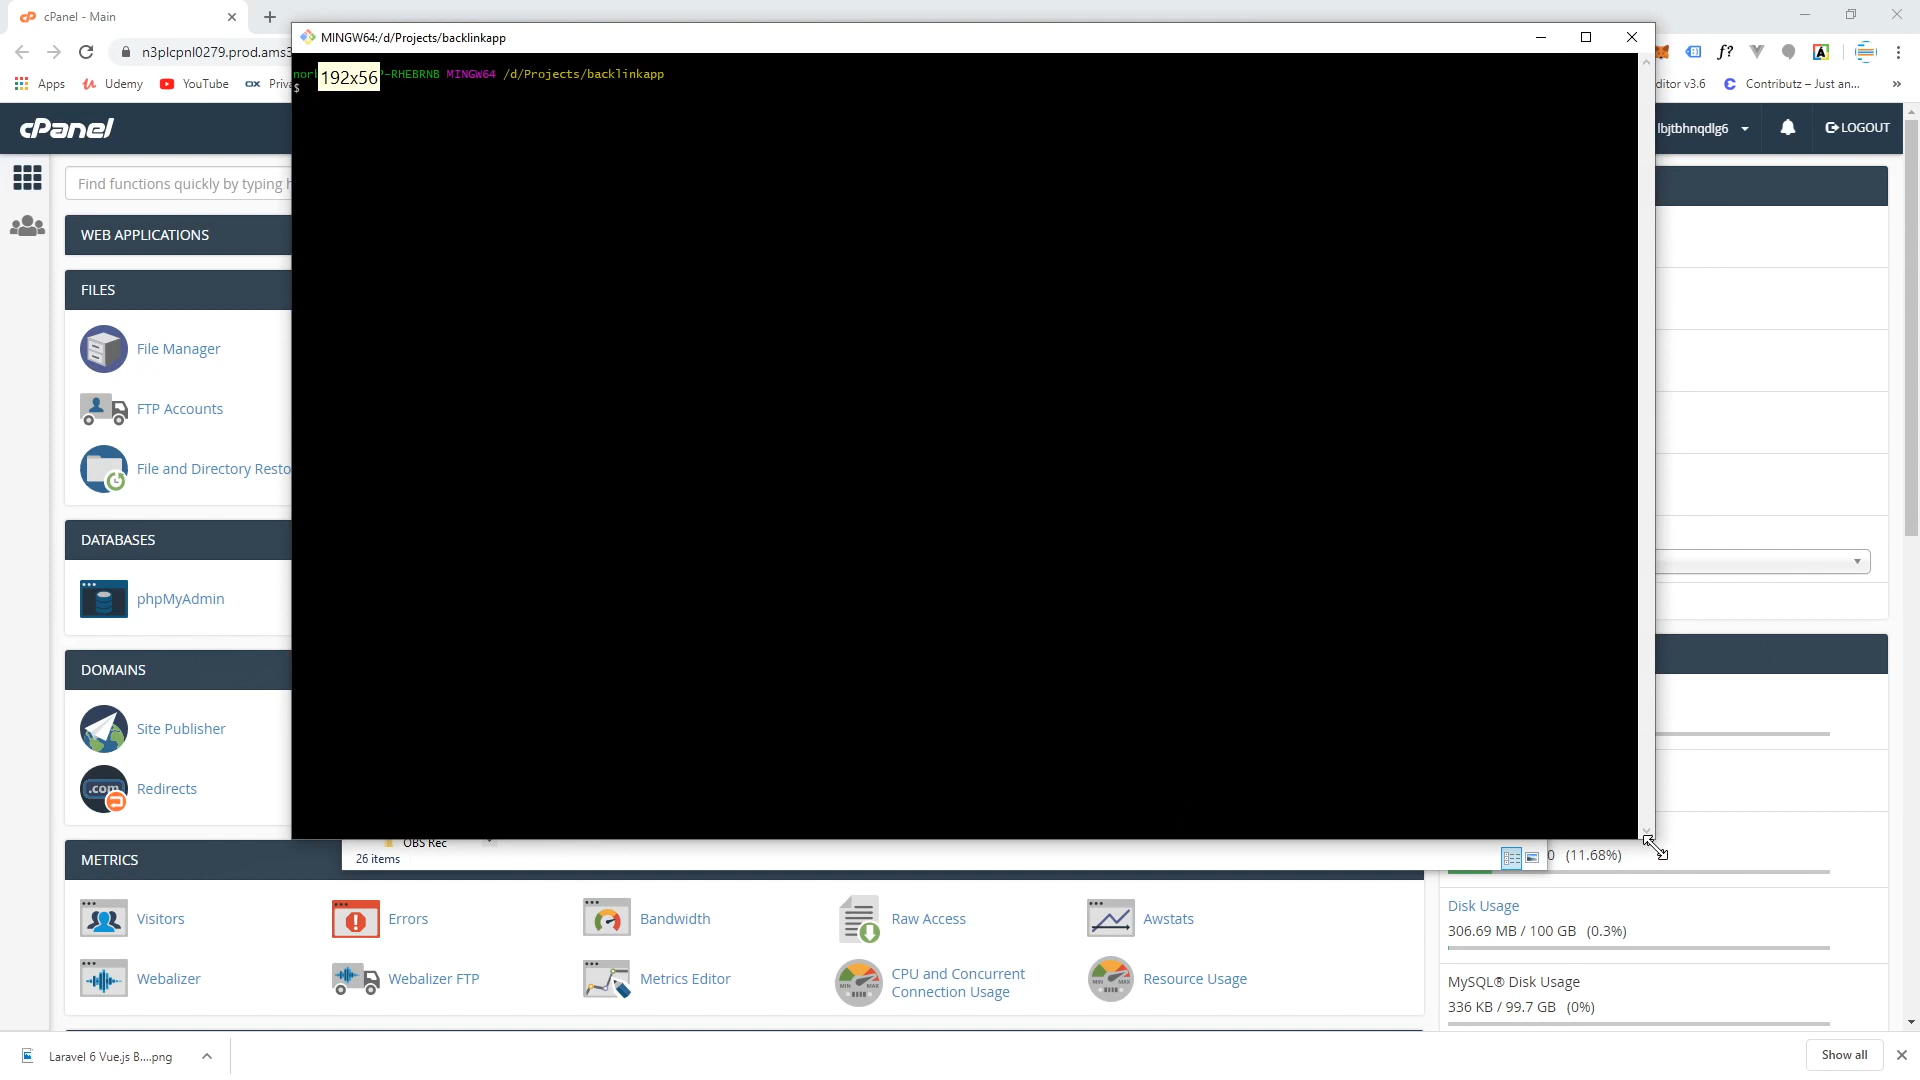 cPanel - Main
n3plcpnl0279.prod.ams3
Apps
Udemy
YouTube
Priva
ditor v3.6
Contributz – Just an...
»
MINGW64:/d/Projects/backlinkapp
192x56
-RHEBRNB MINGW64 /d/Projects/backlinkapp
$
cPanel
lbjtbhnqdlg6
LOGOUT
Find functions quickly by typing h
WEB APPLICATIONS
FILES
File Manager
FTP Accounts
File and Directory Resto
DATABASES
phpMyAdmin
DOMAINS
Site Publisher
.com
Redirects
OBS Rec
26 items
0 (11.68%)
METRICS
Visitors
Errors
Bandwidth
Raw Access
Awstats
Webalizer
Webalizer FTP
Metrics Editor
CPU and Concurrent
Connection Usage
Resource Usage
Disk Usage
306.69 MB / 100 GB (0.3%)
MySQL® Disk Usage
336 KB / 99.7 GB (0%)
Laravel 6 Vue.js B....png
Show all